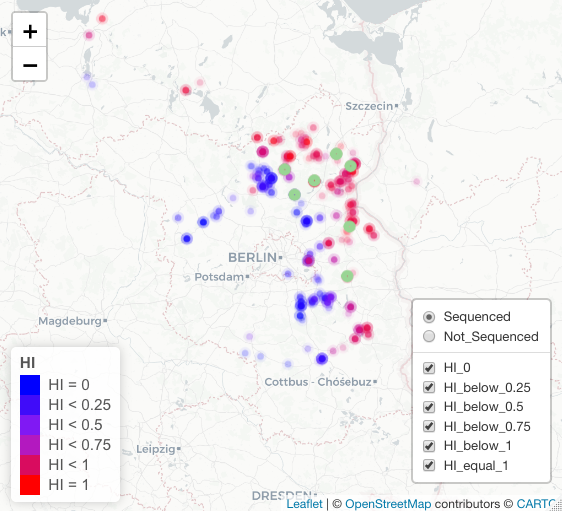 +
−
k
Szczecin
BERLIN
Potsdam
Magdeburg
Cottbus - Chóśebuz
Leipzig
DRESDEN
HI
HI = 0
HI < 0.25
HI < 0.5
HI < 0.75
HI < 1
HI = 1
Sequenced
Not_Sequenced
HI_0
HI_below_0.25
HI_below_0.5
HI_below_0.75
HI_below_1
HI_equal_1
Leaflet | © OpenStreetMap contributors © CARTO